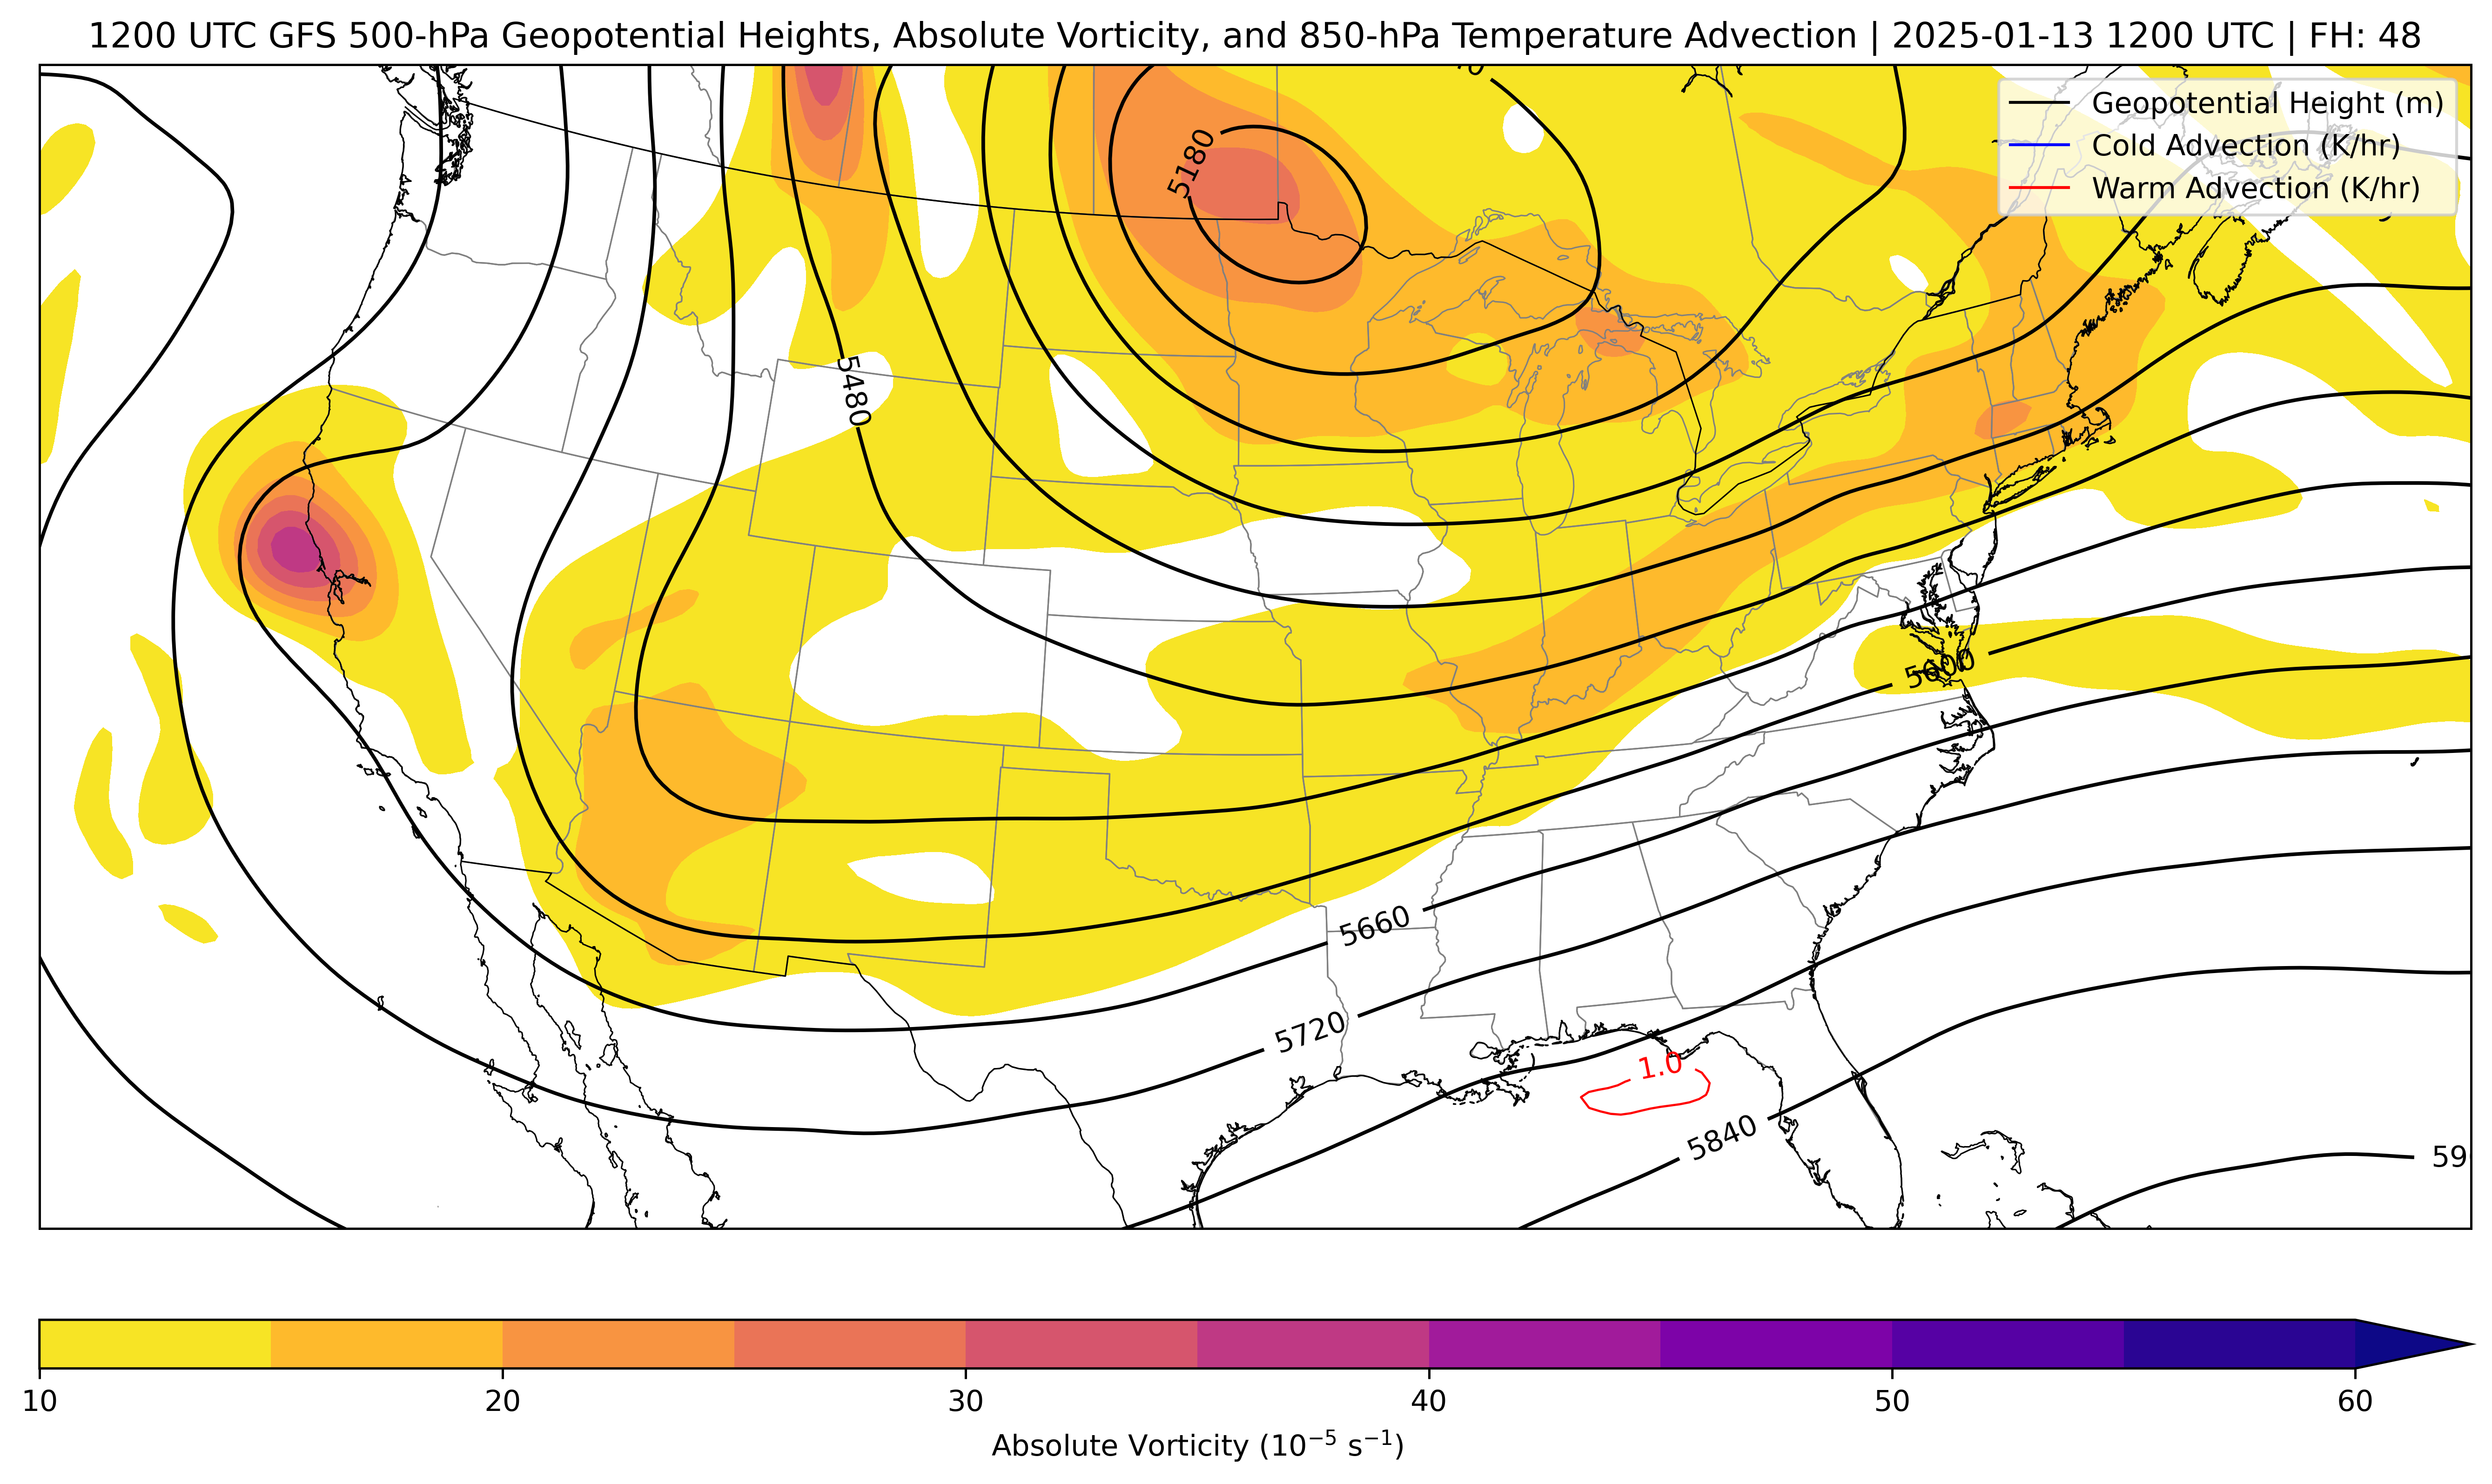 1200 UTC GFS 500-hPa Geopotential Heights, Absolute Vorticity, and 850-hPa Temperature Advection | 2025-01-13 1200 UTC | FH: 48
Geopotential Height (m)
Cold Advection (K/hr)
Warm Advection (K/hr)
5180
5480
5600
5660
5720
1.0
5840
59
10 20 30 40 50 60
Absolute Vorticity (10⁻⁵ s⁻¹)